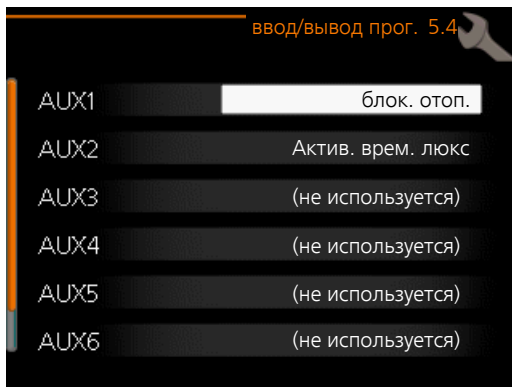 ввод/вывод прог. 5.4
AUX1 блок. отоп.
AUX2 Актив. врем. люкс
AUX3 (не используется)
AUX4 (не используется)
AUX5 (не используется)
AUX6 (не используется)